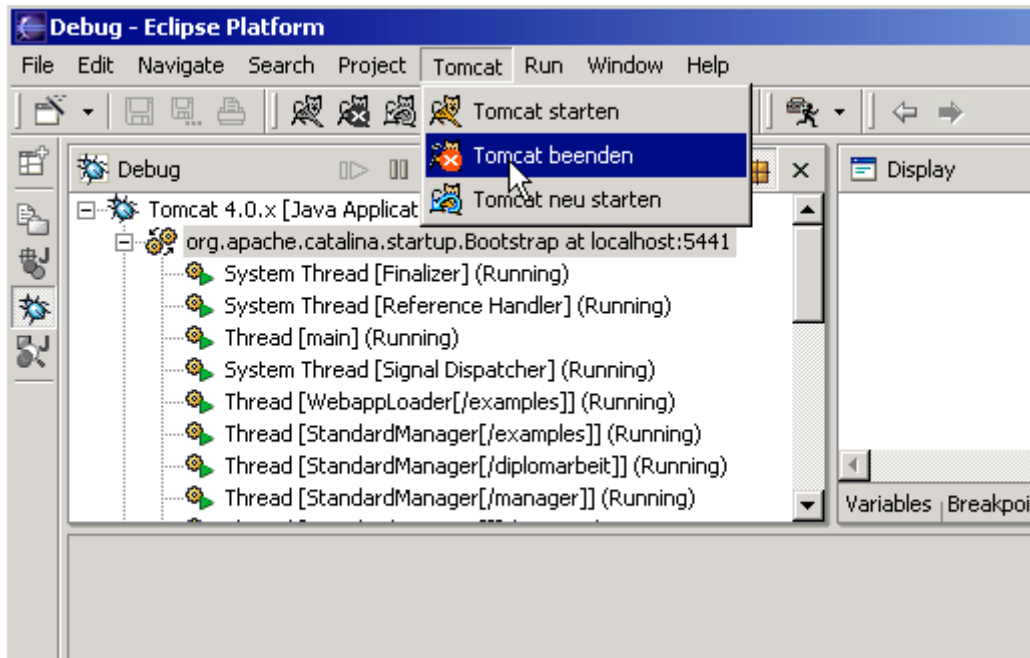 Debug - Eclipse Platform
File Edit Navigate Search Project Tomcat Run Window Help
Tomcat starten
Tomcat beenden
Tomcat neu starten
Debug
Display
Tomcat 4.0.x [Java Applicat
org.apache.catalina.startup.Bootstrap at localhost:5441
System Thread [Finalizer] (Running)
System Thread [Reference Handler] (Running)
Thread [main] (Running)
System Thread [Signal Dispatcher] (Running)
Thread [WebappLoader[/examples]] (Running)
Thread [StandardManager[/examples]] (Running)
Thread [StandardManager[/diplomarbeit]] (Running)
Thread [StandardManager[/manager]] (Running)
Variables Breakpoi